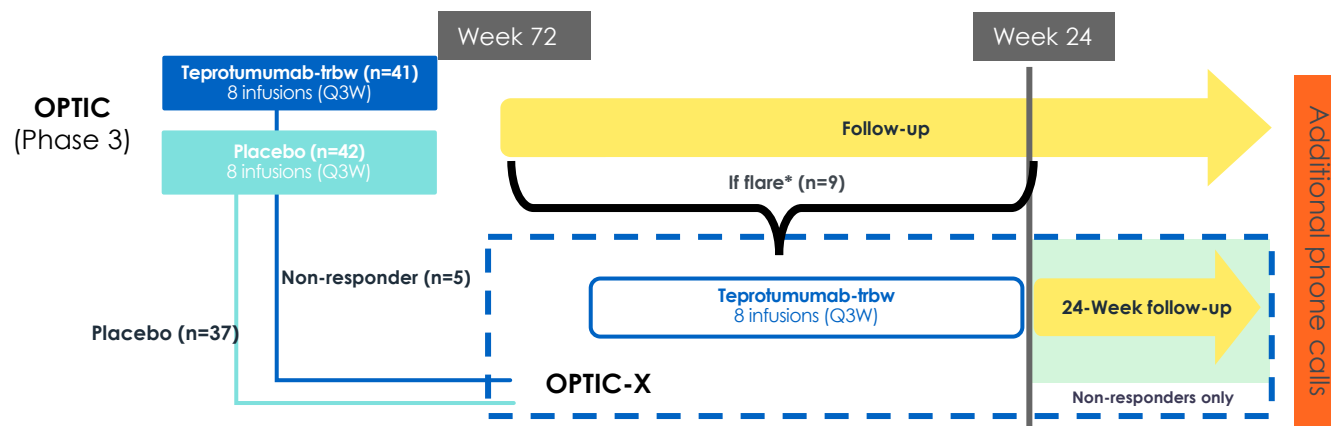 Week 72
Week 24
OPTIC
(Phase 3)
Teprotumumab-trbw (n=41)
8 infusions (Q3W)
Placebo (n=42)
8 infusions (Q3W)
Follow-up
If flare* (n=9)
Non-responder (n=5)
Placebo (n=37)
Teprotumumab-trbw
8 infusions (Q3W)
24-Week follow-up
OPTIC-X
Non-responders only
Additional phone calls